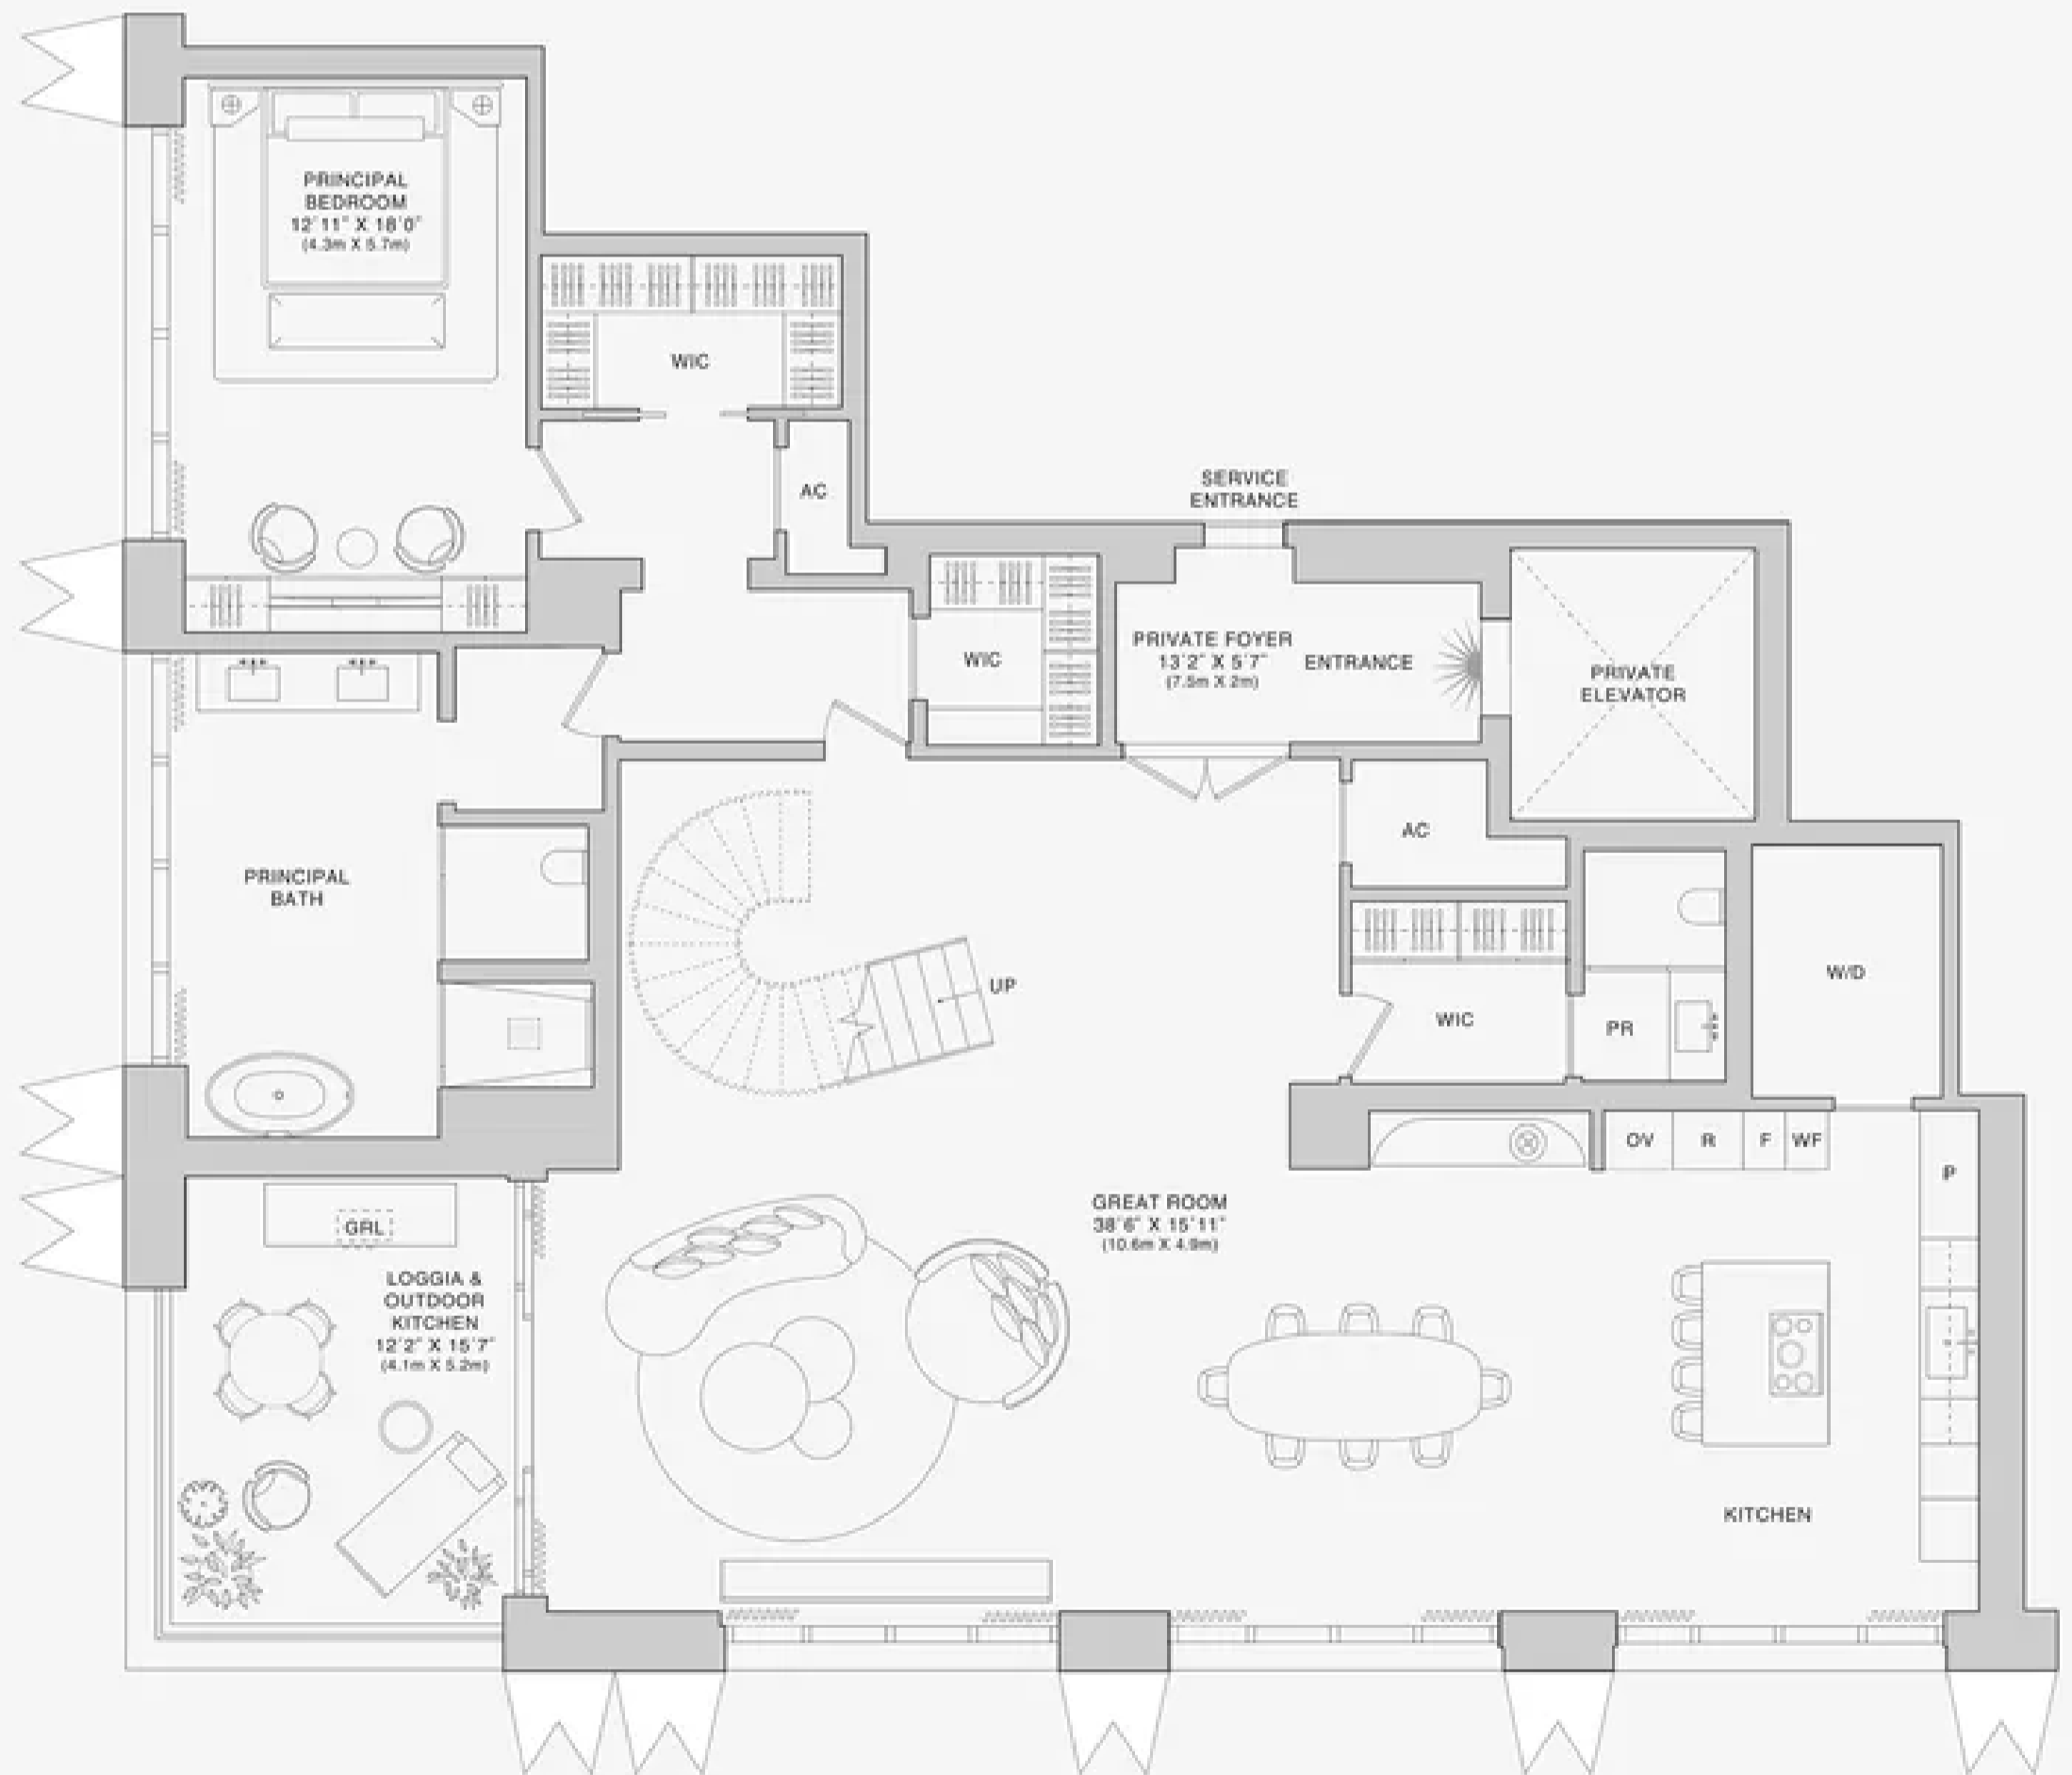 PRINCIPAL
BEDROOM
12'11" X 18'0"
(4.3m X 5.7m)
WIC
AC
SERVICE
ENTRANCE
WIC
PRIVATE FOYER
13'2" X 5'7"
(7.5m X 2m)
ENTRANCE
PRIVATE
ELEVATOR
AC
PRINCIPAL
BATH
UP
WIC
PR
W/D
OV
R
F
WF
P
GREAT ROOM
38'6" X 15'11"
(10.6m X 4.9m)
GRL
LOGGIA &
OUTDOOR
KITCHEN
12'2" X 15'7"
(4.1m X 5.2m)
KITCHEN